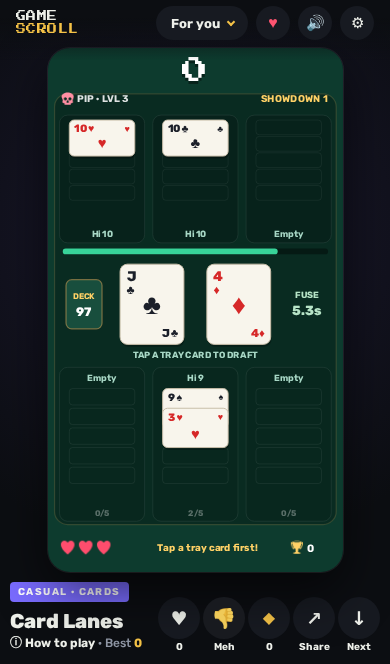 GAME
SCROLL
For you
0
PIP • LVL 3
SHOWDOWN 1
10♥ ♥
10♣ ♣
Hi 10
Hi 10
Empty
DECK
97
J
J
4
4
FUSE
5.3s
TAP A TRAY CARD TO DRAFT
Empty
Hi 9
Empty
9♠ ♠
3♥ ♥
0/5
2/5
0/5
Tap a tray card first!
0
CASUAL • CARDS
Card Lanes
How to play • Best 0
0
Meh
0
Share
Next